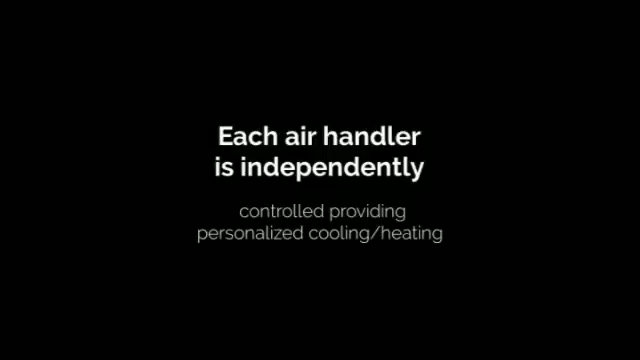 Each air handler
is independently
controlled providing
personalized cooling/heating